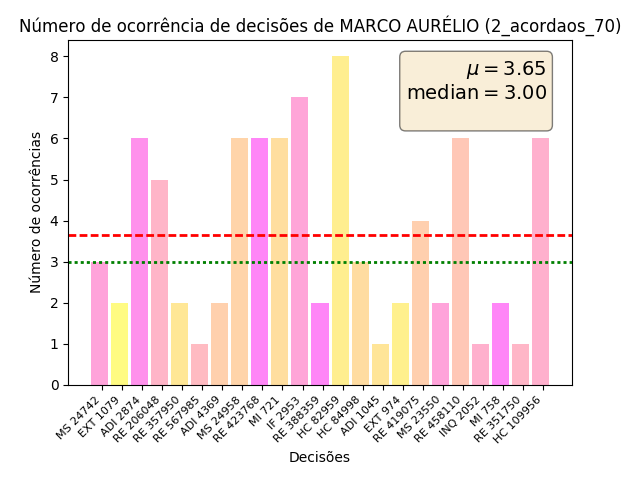 Número de ocorrência de decisões de MARCO AURÉLIO (2_acordaos_70)
μ = 3.65
median = 3.00
Número de ocorrências
8
7
6
5
4
3
2
1
0
MS 24742
EXT 1079
ADI 2874
RE 206048
RE 357950
RE 567985
ADI 4369
MS 24958
RE 423768
MI 721
IF 2953
RE 388359
HC 82959
HC 84998
ADI 1045
EXT 974
RE 419075
MS 23550
RE 458110
INQ 2052
MI 758
RE 351750
HC 109956
Decisões